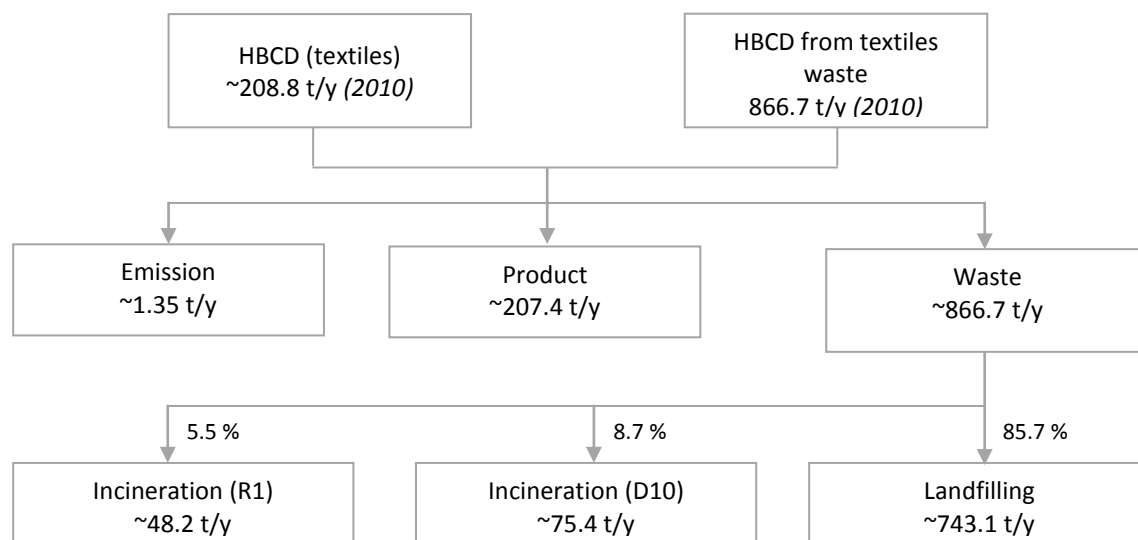 HBCD (textiles)
~208.8 t/y (2010)
HBCD from textiles
waste
866.7 t/y (2010)
Emission
~1.35 t/y
Product
~207.4 t/y
Waste
~866.7 t/y
5.5 %
8.7 %
85.7 %
Incineration (R1)
~48.2 t/y
Incineration (D10)
~75.4 t/y
Landfilling
~743.1 t/y